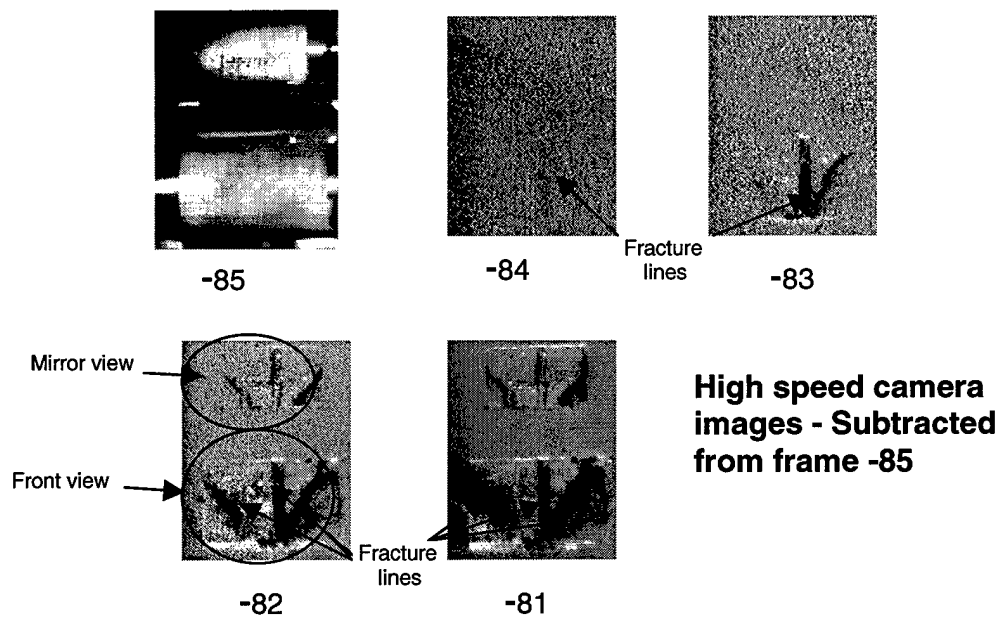 -85
-84
Fracture
lines
-83
Mirror view
Front view
Fracture
lines
-82
-81
High speed camera
images - Subtracted
from frame -85